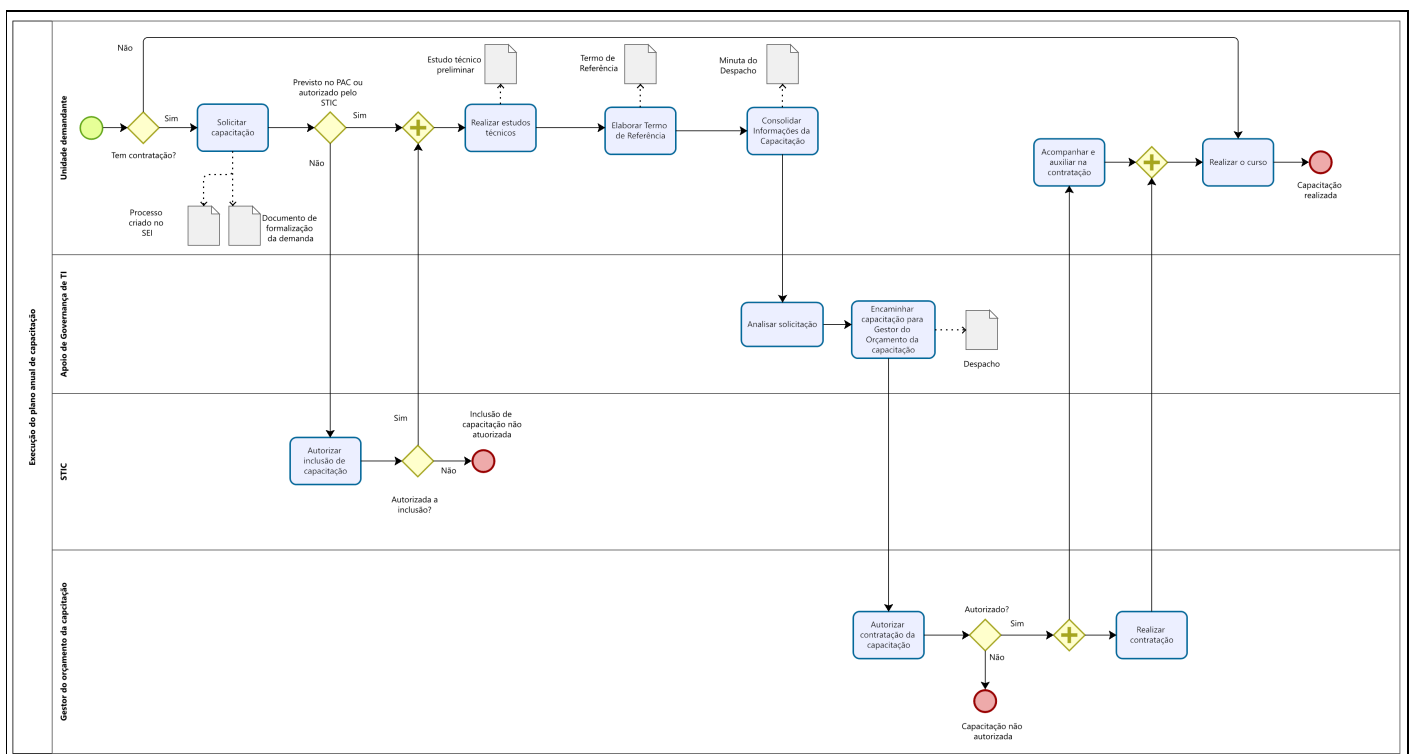 Execução do plano anual de capacitação
Unidade demandante
Não
Tem contratação?
Sim
Solicitar
capacitação
Processo
criado no
SEI
Documento de
formalização
da demanda
Previsto no PAC ou
autorizado pelo
STIC
Sim
Não
Estudo técnico
preliminar
Realizar estudos
técnicos
Termo de
Referência
Elaborar Termo
de Referência
Minuta do
Despacho
Consolidar
Informações da
Capacitação
Acompanhar e
auxiliar na
contratação
Realizar o curso
Capacitação
realizada
Apoio de Governança de TI
Analisar solicitação
Encaminhar
capacitação para
Gestor do
Orçamento da
capacitação
Despacho
STIC
Autorizar
inclusão de
capacitação
Sim
Autorizada a
inclusão?
Não
Inclusão de
capacitação não
atuorizada
Gestor do orçamento da capcitação
Autorizar
contratação da
capacitação
Autorizado?
Sim
Não
Capacitação não
autorizada
Realizar
contratação